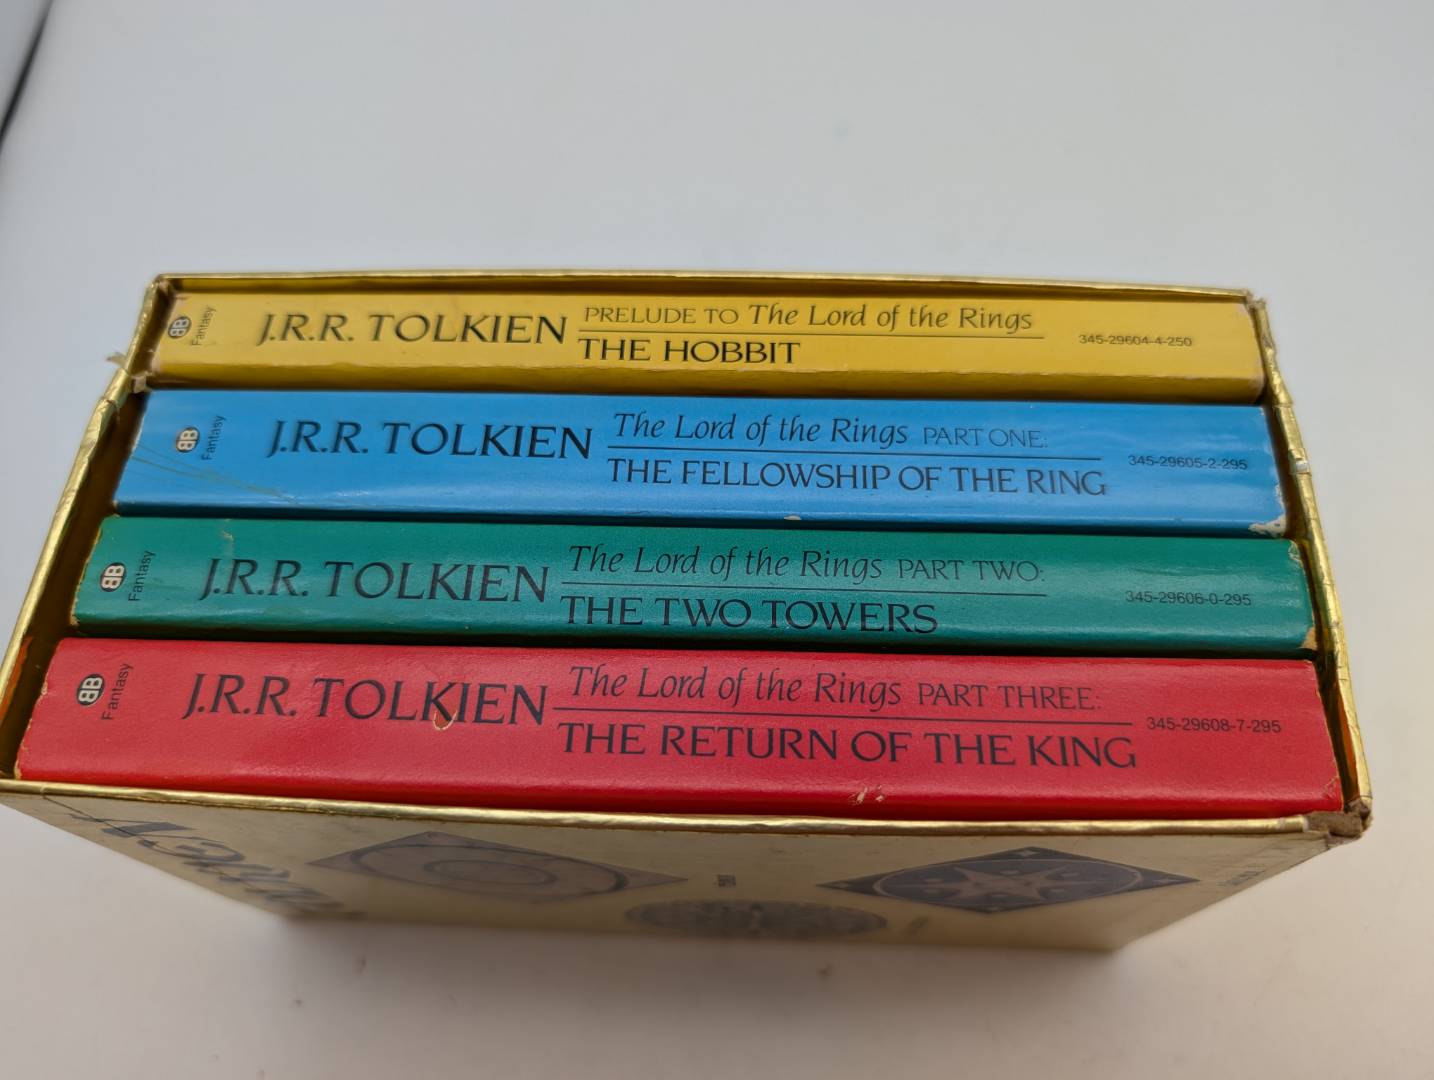 BB
Fantasy
J.R.R. TOLKIEN
PRELUDE TO The Lord of the Rings
THE HOBBIT
345-29604-4-250
BB
Fantasy
J.R.R. TOLKIEN
The Lord of the Rings PART ONE:
THE FELLOWSHIP OF THE RING
345-29605-2-295
BB
Fantasy
J.R.R. TOLKIEN
The Lord of the Rings PART TWO:
THE TWO TOWERS
345-29606-0-295
BB
Fantasy
J.R.R. TOLKIEN
The Lord of the Rings PART THREE:
THE RETURN OF THE KING
345-29608-7-295